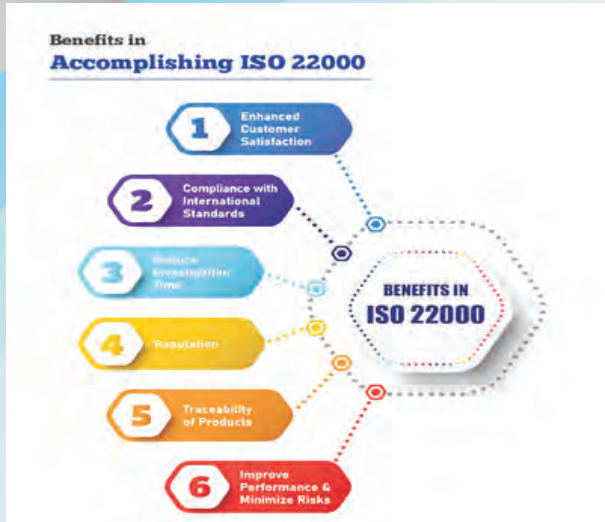 Benefits in
Accomplishing ISO 22000
1
Enhanced
Customer
Satisfaction
2
Compliance with
International
Standards
3
Reduce
Investigation
Time
4
Reputation
5
Traceability
of Products
6
Improve
Performance &
Minimize Risks
BENEFITS IN
ISO 22000